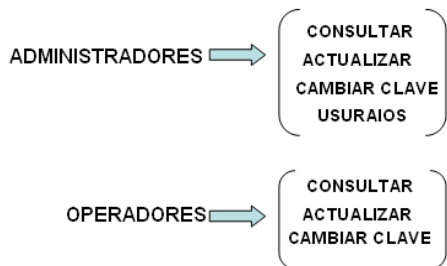 ADMINISTRADORES
CONSULTAR
ACTUALIZAR
CAMBIAR CLAVE
USURAIOS
OPERADORES
CONSULTAR
ACTUALIZAR
CAMBIAR CLAVE